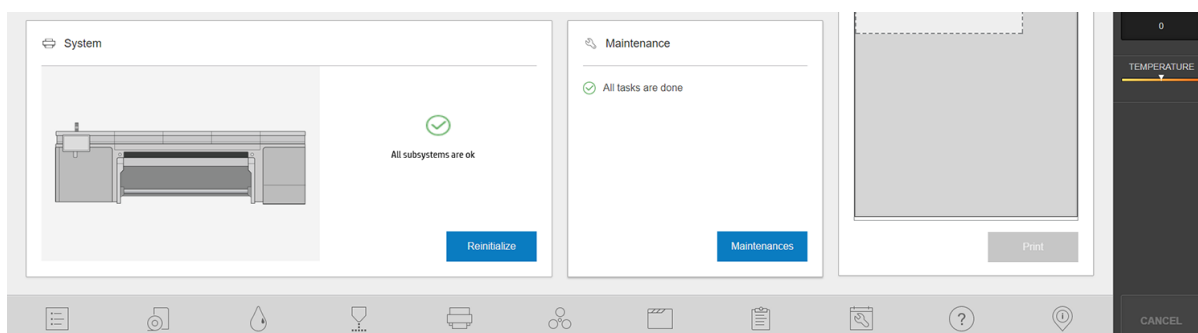 System
All subsystems are ok
Reinitialize
Maintenance
All tasks are done
Maintenances
Print
0
TEMPERATURE
CANCEL